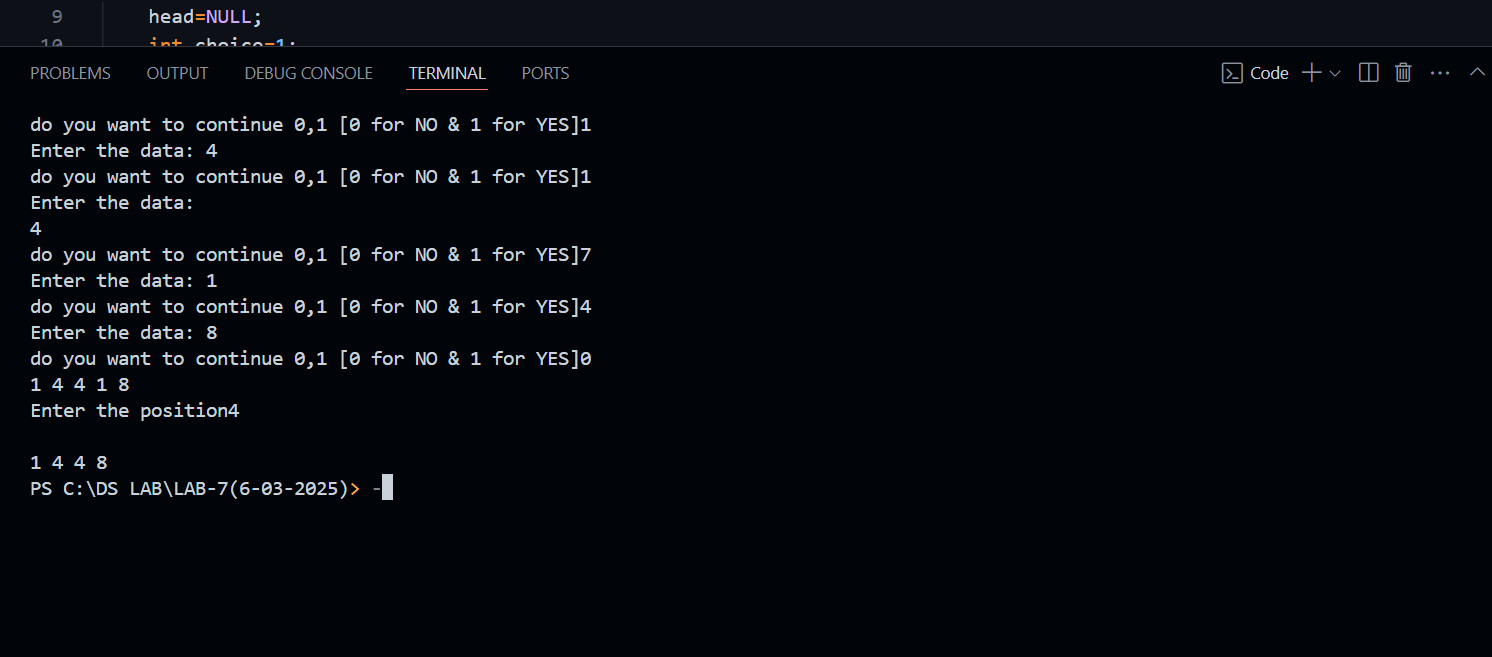 9 head=NULL;
10 int choice=1;
PROBLEMS OUTPUT DEBUG CONSOLE TERMINAL PORTS Code
do you want to continue 0,1 [0 for NO & 1 for YES]1
Enter the data: 4
do you want to continue 0,1 [0 for NO & 1 for YES]1
Enter the data:
4
do you want to continue 0,1 [0 for NO & 1 for YES]7
Enter the data: 1
do you want to continue 0,1 [0 for NO & 1 for YES]4
Enter the data: 8
do you want to continue 0,1 [0 for NO & 1 for YES]0
1 4 4 1 8
Enter the position4
1 4 4 8
PS C:\DS LAB\LAB-7(6-03-2025)> -